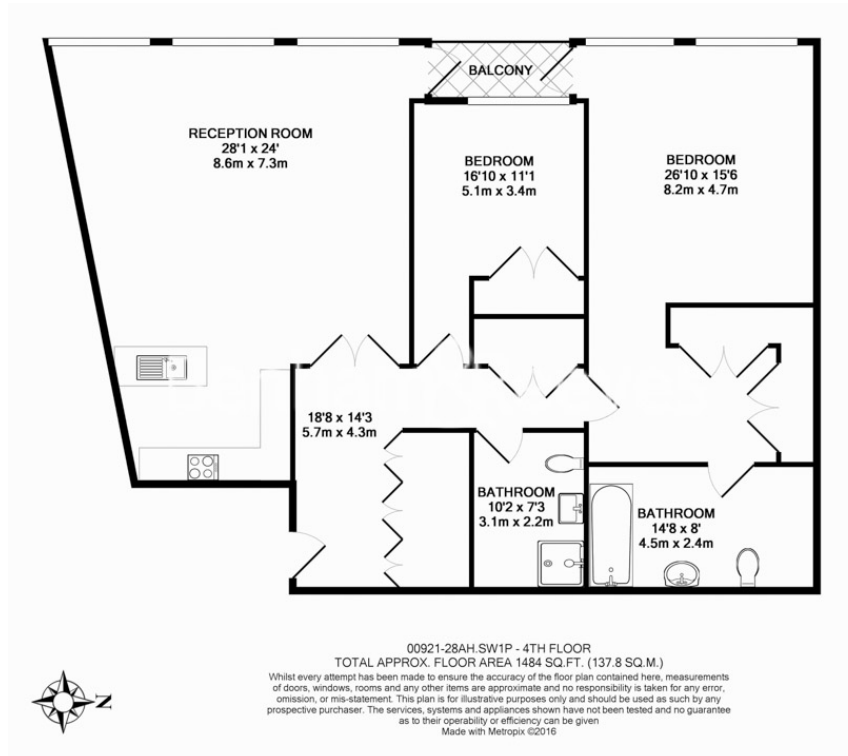 BALCONY
RECEPTION ROOM
28'1 x 24'
8.6m x 7.3m
BEDROOM
16'10 x 11'1
5.1m x 3.4m
BEDROOM
26'10 x 15'6
8.2m x 4.7m
18'8 x 14'3
5.7m x 4.3m
BATHROOM
10'2 x 7'3
3.1m x 2.2m
BATHROOM
14'8 x 8'
4.5m x 2.4m
N
00921-28AH.SW1P - 4TH FLOOR
TOTAL APPROX. FLOOR AREA 1484 SQ.FT. (137.8 SQ.M.)
Whilst every attempt has been made to ensure the accuracy of the floor plan contained here, measurements
of doors, windows, rooms and any other items are approximate and no responsibility is taken for any error,
omission, or mis-statement. This plan is for illustrative purposes only and should be used as such by any
prospective purchaser. The services, systems and appliances shown have not been tested and no guarantee
as to their operability or efficiency can be given
Made with Metropix ©2016